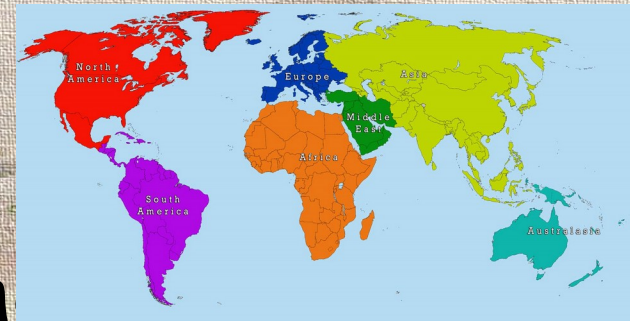 North
America
Europe
Asia
Middle
East
Africa
South
America
Australasia